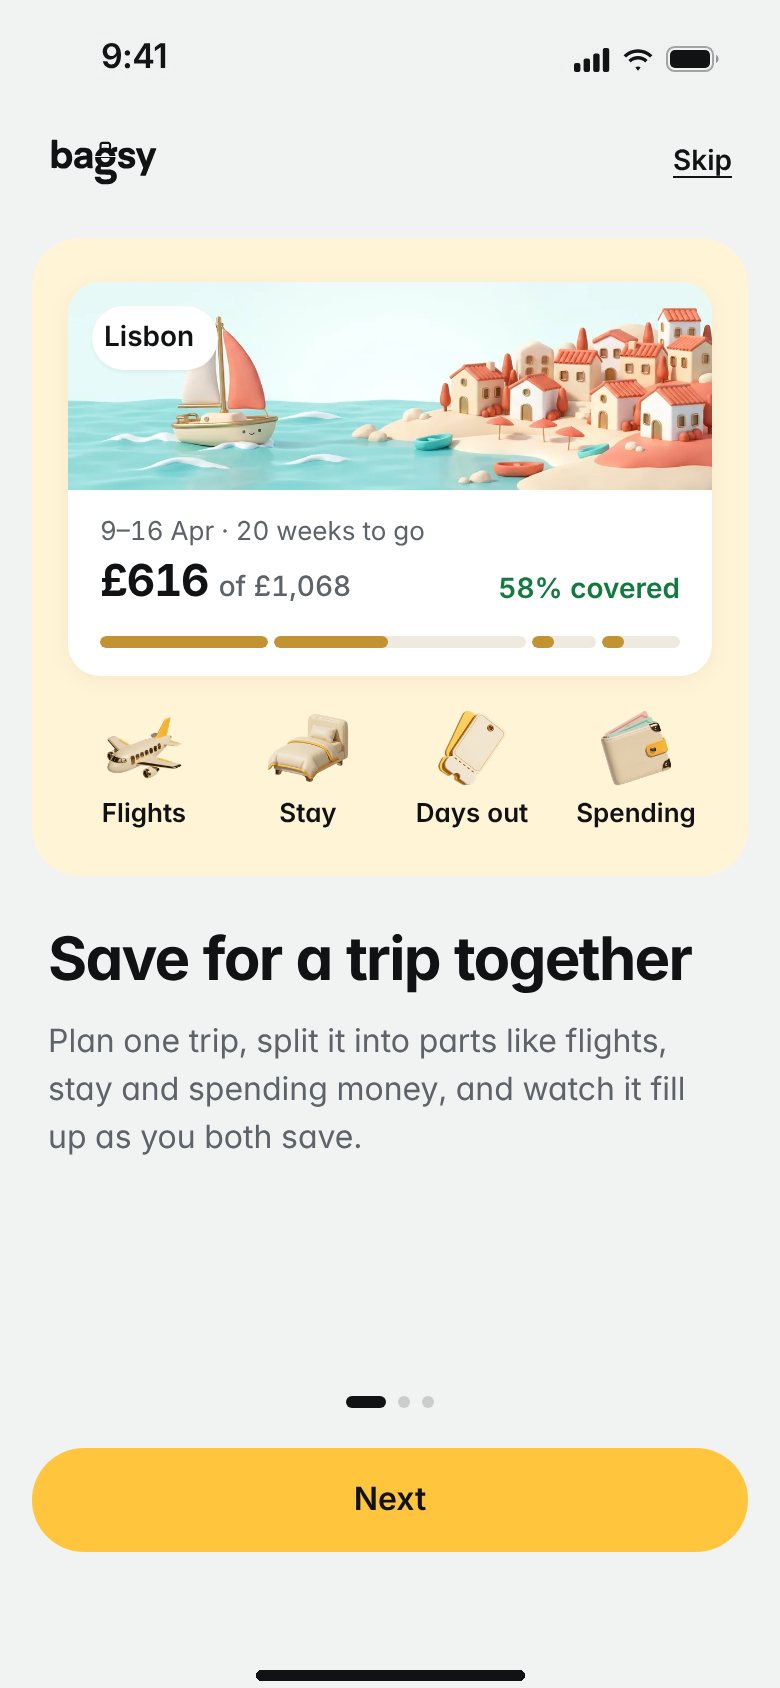 9:41
bagsy
Skip
Lisbon
9–16 Apr · 20 weeks to go
£616 of £1,068
58% covered
Flights
Stay
Days out
Spending
Save for a trip together
Plan one trip, split it into parts like flights,
stay and spending money, and watch it fill
up as you both save.
Next